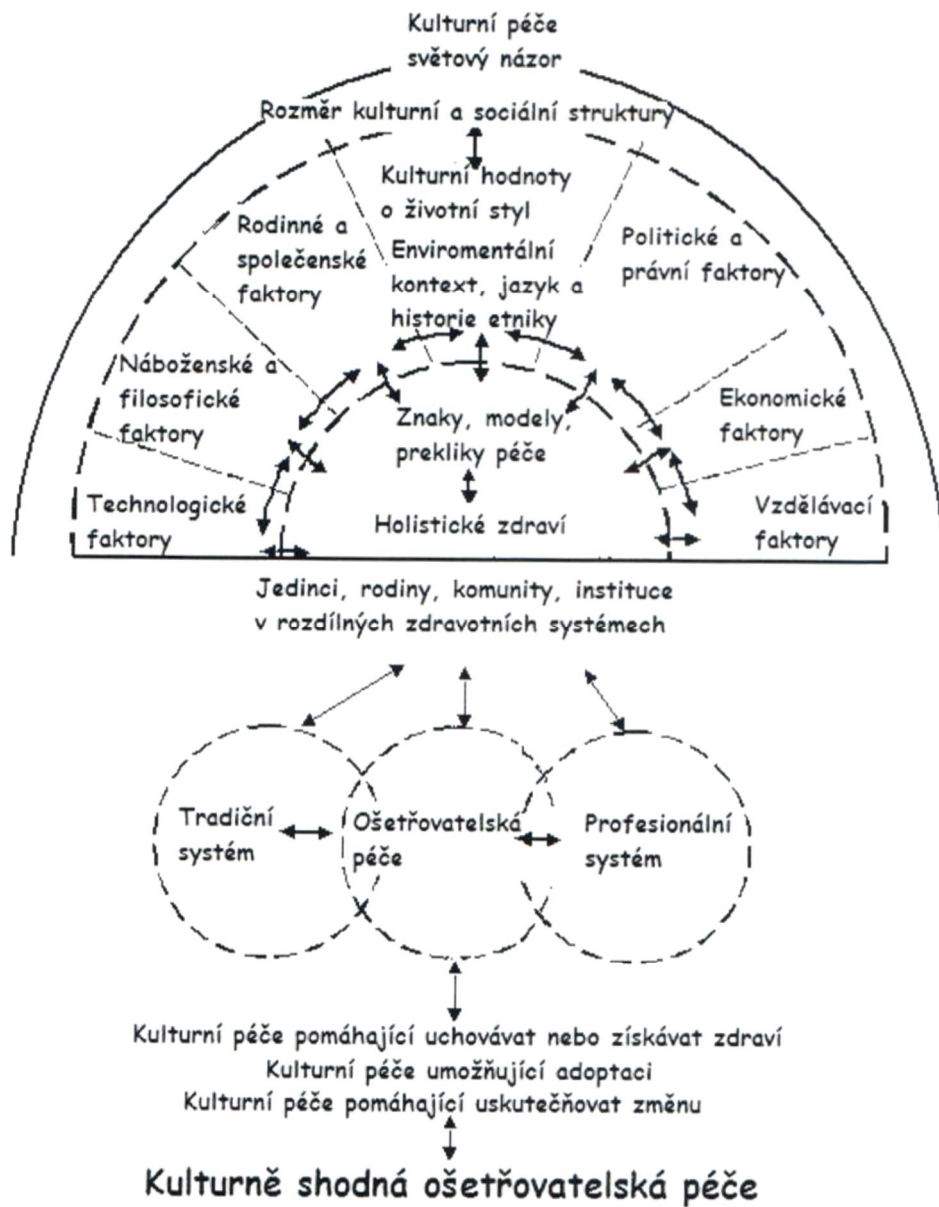 Kulturní péče
světový názor
Rozměr kulturní a sociální struktury
Kulturní hodnoty
o životní styl
Rodinné a
společenské
faktory
Enviromentální
kontext, jazyk a
historie etniky
Politické a
právní faktory
Náboženské a
filosofické
faktory
Znaky, modely,
prekliky péče
Ekonomické
faktory
Technologické
faktory
Holistické zdraví
Vzdělávací
faktory
Jedinci, rodiny, komunity, instituce
v rozdílných zdravotních systémech
Tradiční
systém
Ošetřovatelská
péče
Profesionální
systém
Kulturní péče pomáhající uchovávat nebo získávat zdraví
Kulturní péče umožňující adoptaci
Kulturní péče pomáhající uskutečňovat změnu
Kulturně shodná ošetřovatelská péče